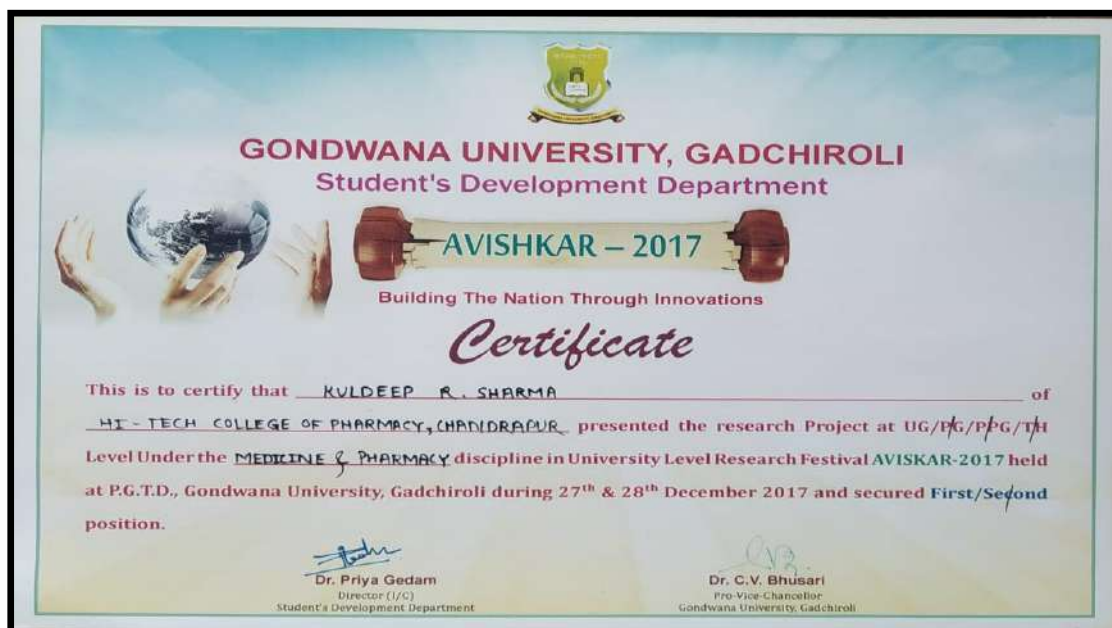 GONDWANA UNIVERSITY, GADCHIROLI
Student's Development Department
AVISHKAR – 2017
Building The Nation Through Innovations
Certificate
This is to certify that KULDEEP R. SHARMA of
HI-TECH COLLEGE OF PHARMACY, CHANDRAPUR presented the research Project at UG/PG/PPG/TH
Level Under the MEDICINE & PHARMACY discipline in University Level Research Festival AVISKAR-2017 held
at P.G.T.D., Gondwana University, Gadchiroli during 27th & 28th December 2017 and secured First/Second
position.
Dr. Priya Gedam
Director (I/C)
Student's Development Department
Dr. C.V. Bhusari
Pro-Vice-Chancellor
Gondwana University, Gadchiroli